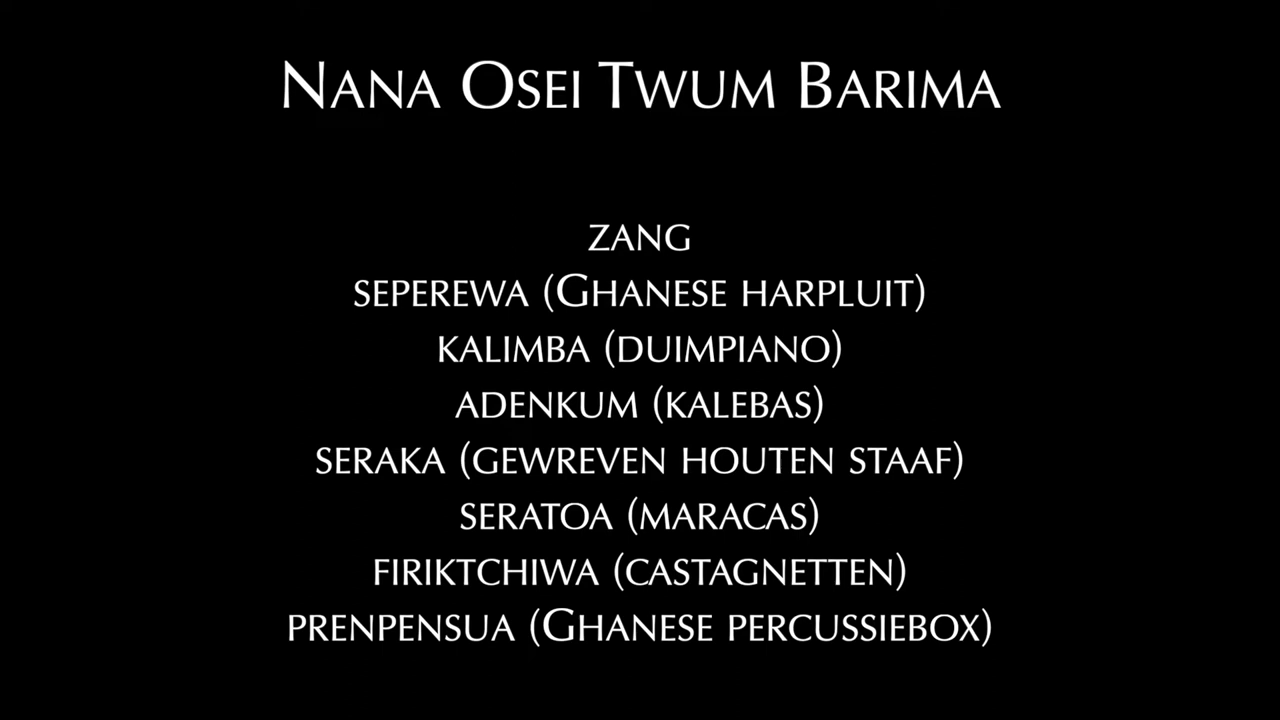 Nana Osei Twum Barima
zang
seperewa (Ghanese harpluit)
kalimba (duimpiano)
adenkum (kalebas)
seraka (gewreven houten staaf)
seratoa (maracas)
firiktchiwa (castagnetten)
prenpensua (Ghanese percussiebox)